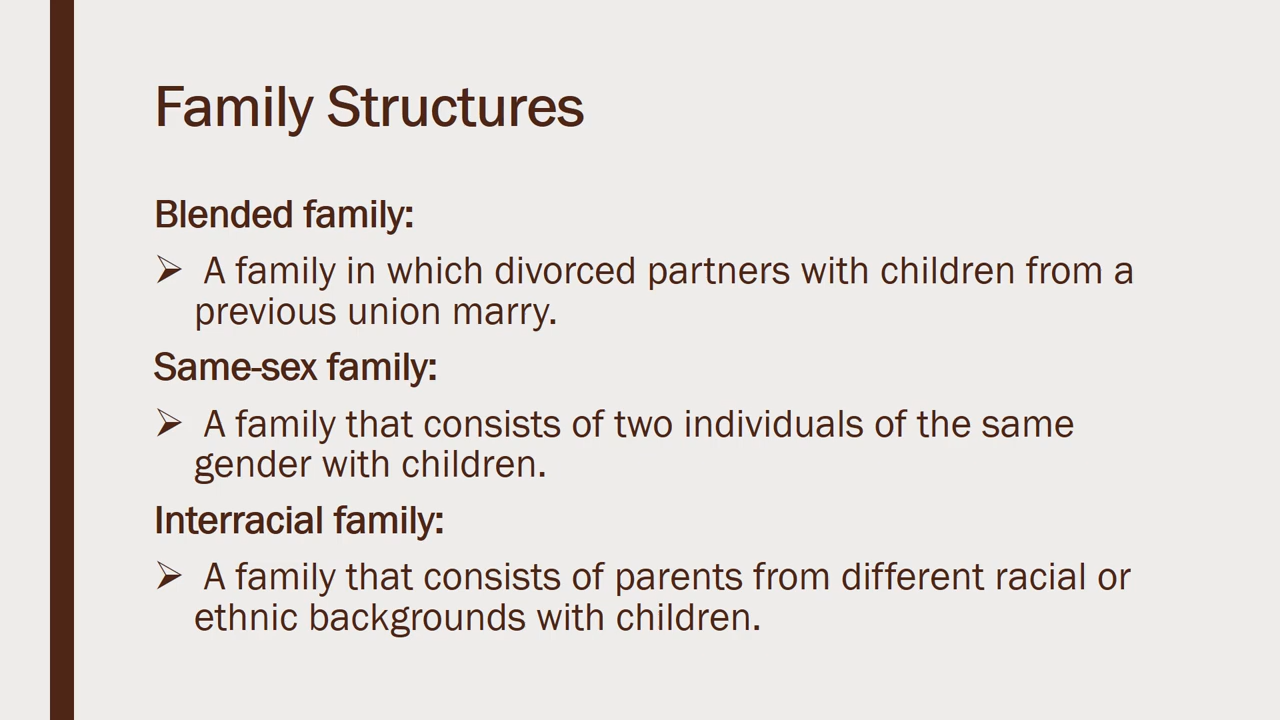 Family Structures
Blended family:
➢ A family in which divorced partners with children from a
previous union marry.
Same-sex family:
➢ A family that consists of two individuals of the same
gender with children.
Interracial family:
➢ A family that consists of parents from different racial or
ethnic backgrounds with children.